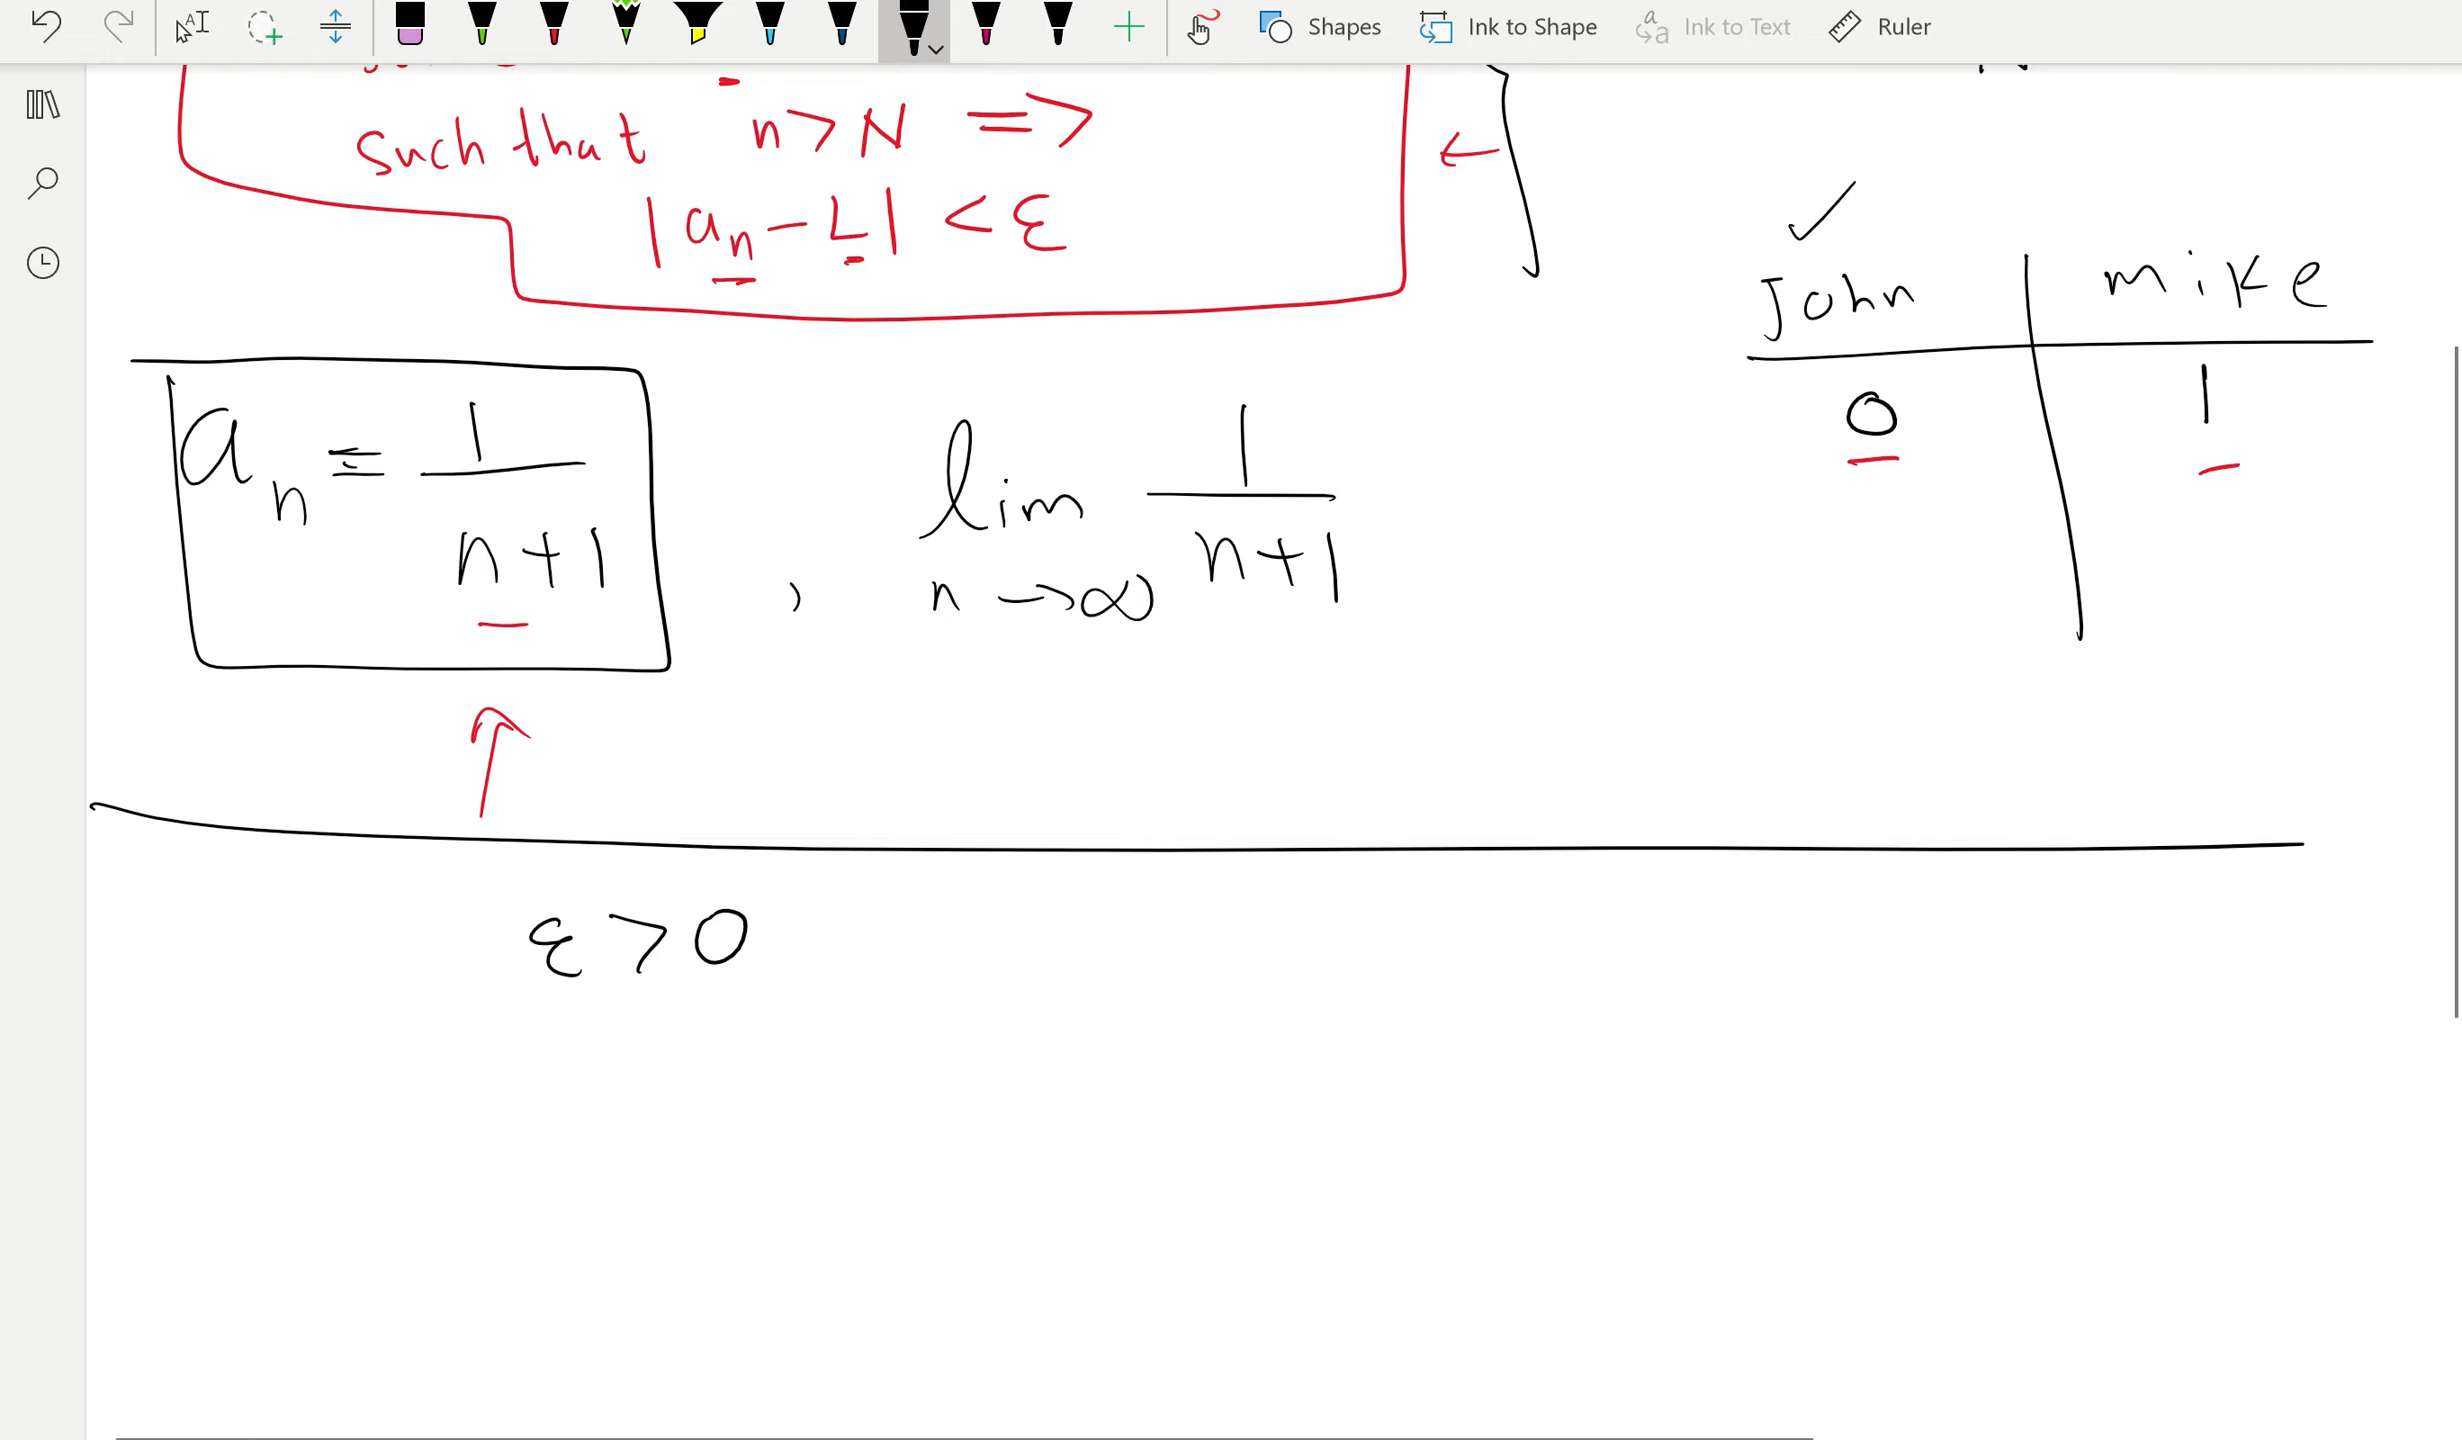 Shapes Ink to Shape Ink to Text Ruler
such that n > N =>
|aₙ - L| < ε
John | mike
0 | 1
aₙ = 1/(n+1) , lim n→∞ 1/(n+1)
ε > 0